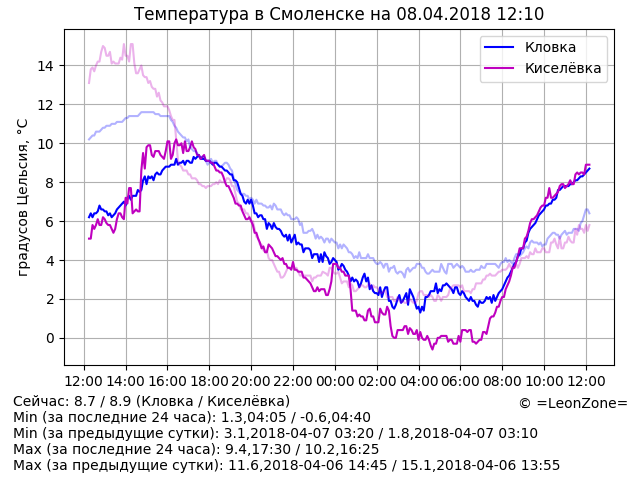 Температура в Смоленске на 08.04.2018 12:10
Кловка
Киселёвка
градусов Цельсия, °C
14
12
10
8
6
4
2
0
12:00 14:00 16:00 18:00 20:00 22:00 00:00 02:00 04:00 06:00 08:00 10:00 12:00
Сейчас: 8.7 / 8.9 (Кловка / Киселёвка)
© =LeonZone=
Min (за последние 24 часа): 1.3,04:05 / -0.6,04:40
Min (за предыдущие сутки): 3.1,2018-04-07 03:20 / 1.8,2018-04-07 03:10
Max (за последние 24 часа): 9.4,17:30 / 10.2,16:25
Max (за предыдущие сутки): 11.6,2018-04-06 14:45 / 15.1,2018-04-06 13:55